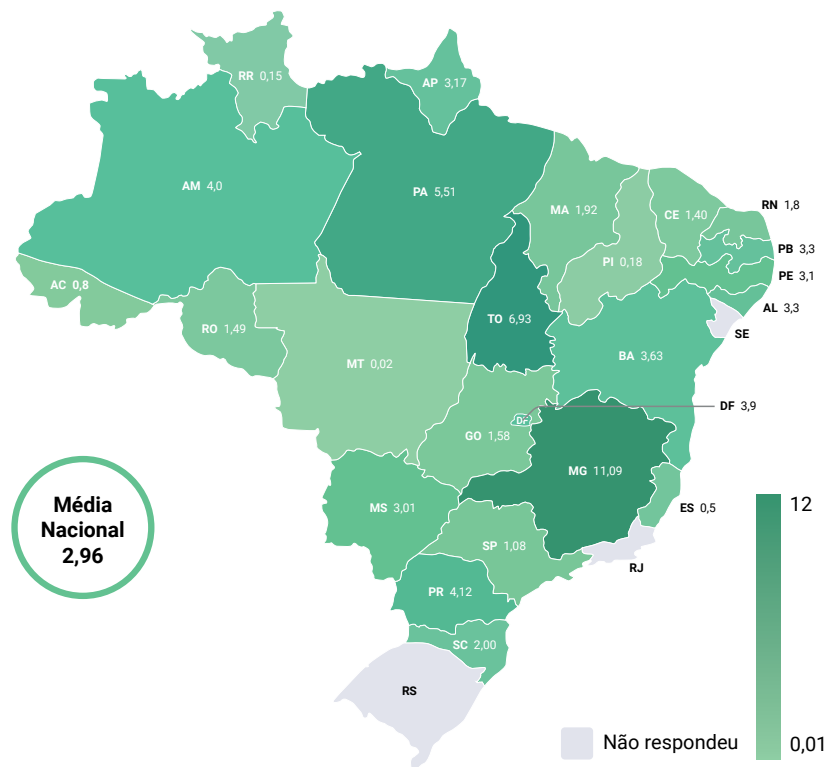 RR 0,15
AP 3,17
AM 4,0
PA 5,51
MA 1,92
CE 1,40
RN 1,8
PB 3,3
PI 0,18
PE 3,1
AC 0,8
AL 3,3
RO 1,49
TO 6,93
SE
MT 0,02
BA 3,63
DF 3,9
DF
GO 1,58
MG 11,09
Média
Nacional
2,96
MS 3,01
ES 0,5
12
SP 1,08
RJ
PR 4,12
SC 2,00
RS
Não respondeu
0,01